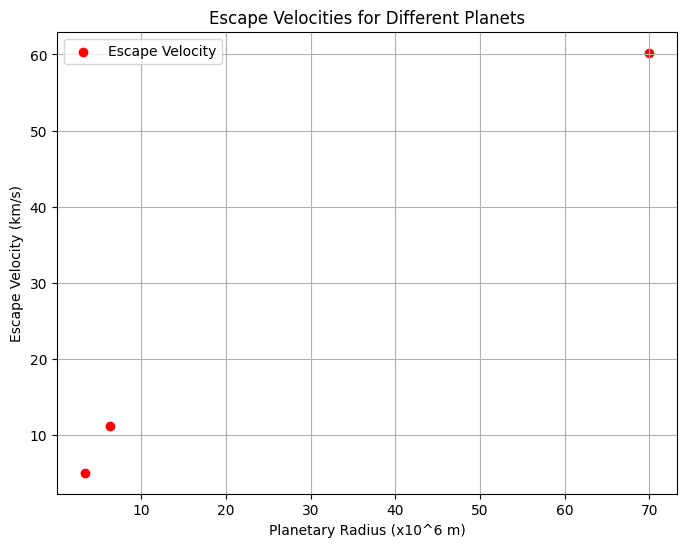 Escape Velocities for Different Planets
Escape Velocity
60
50
40
30
20
10
Escape Velocity (km/s)
10 20 30 40 50 60 70
Planetary Radius (x10^6 m)